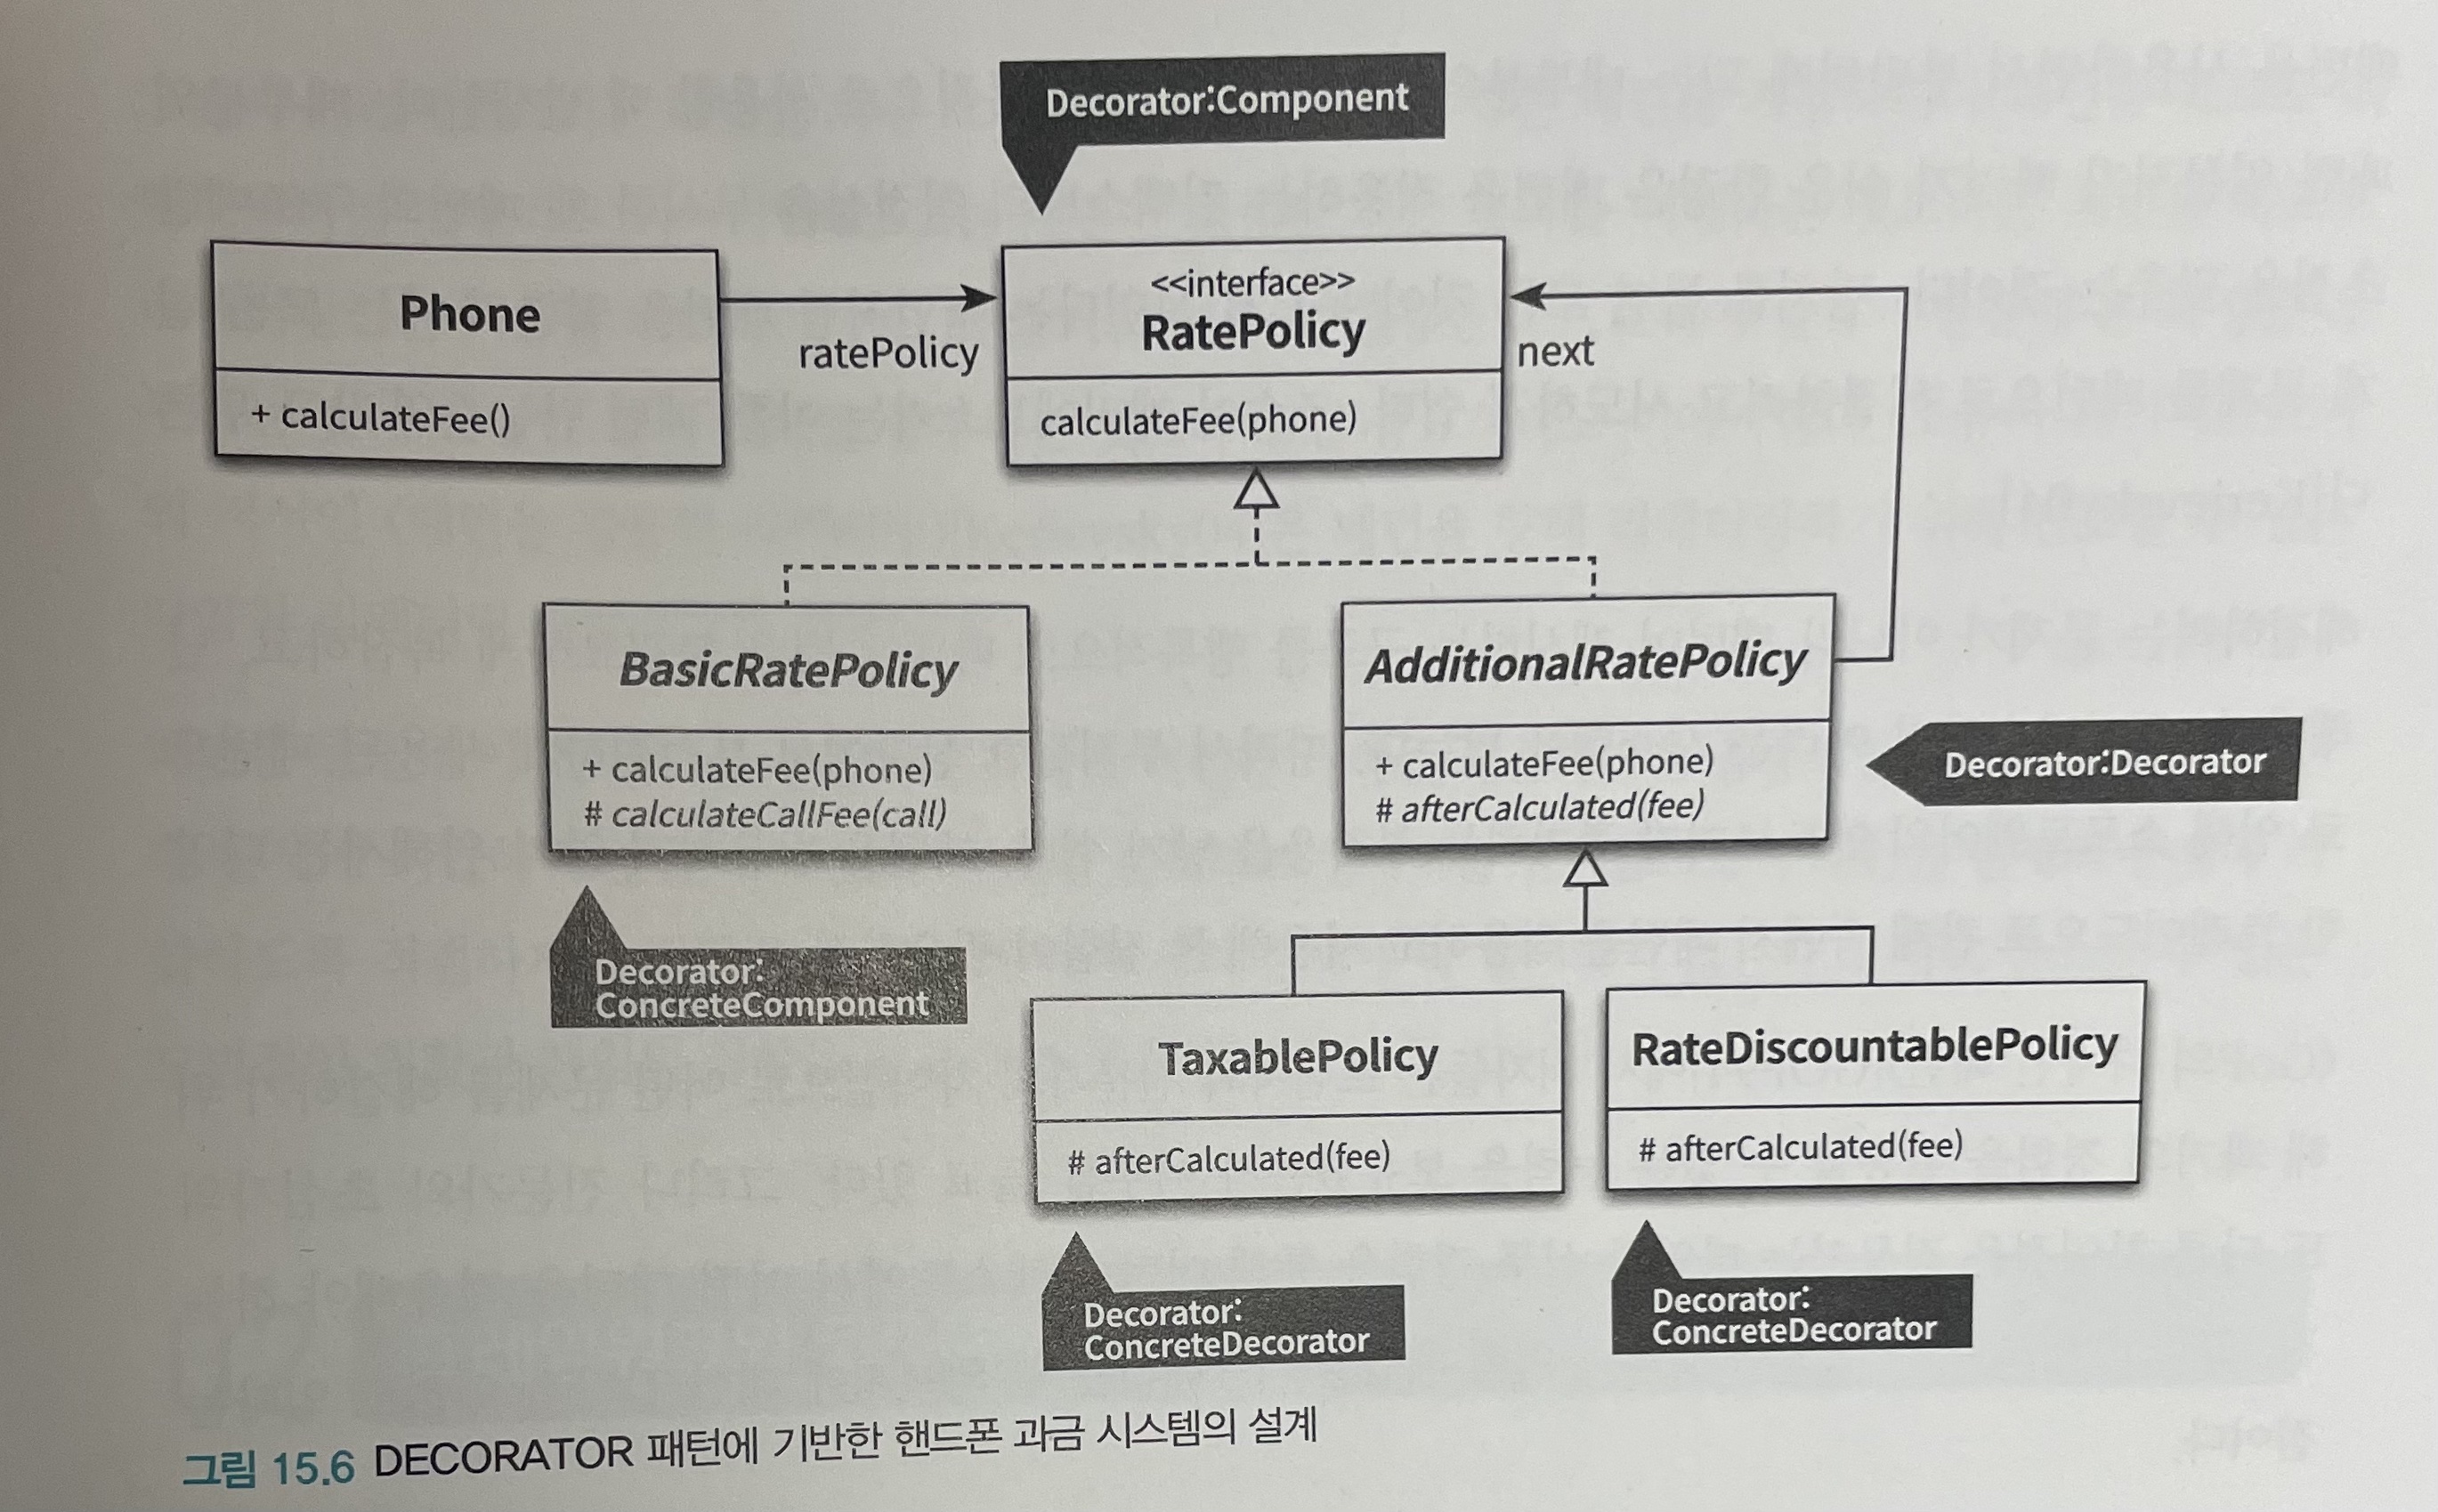 Decorator:Component
Phone
+ calculateFee()
ratePolicy
<<interface>>
RatePolicy
calculateFee(phone)
next
BasicRatePolicy
+ calculateFee(phone)
# calculateCallFee(call)
AdditionalRatePolicy
+ calculateFee(phone)
# afterCalculated(fee)
Decorator:Decorator
Decorator:
ConcreteComponent
TaxablePolicy
# afterCalculated(fee)
RateDiscountablePolicy
# afterCalculated(fee)
Decorator:
ConcreteDecorator
Decorator:
ConcreteDecorator
그림 15.6 DECORATOR 패턴에 기반한 핸드폰 과금 시스템의 설계